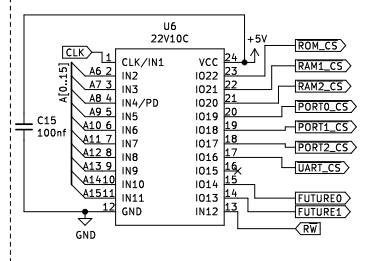 U6
22V10C
+5V
CLK
A[0..15]
C15
100nf
GND
1 CLK/IN1 VCC 24
A6 2 IN2 IO22 23 ROM_CS
A7 3 IN3 IO21 22 RAM1_CS
A8 4 IN4/PD IO20 21 RAM2_CS
A9 5 IN5 IO19 20 PORT0_CS
A10 6 IN6 IO18 19 PORT1_CS
A11 7 IN7 IO18 18 PORT2_CS
A12 8 IN8 IO16 17 UART_CS
A13 9 IN9 IO15 16
A14 10 IN10 IO14 15 FUTURE0
A15 11 IN11 IO13 14 FUTURE1
12 GND IN12 13 RW